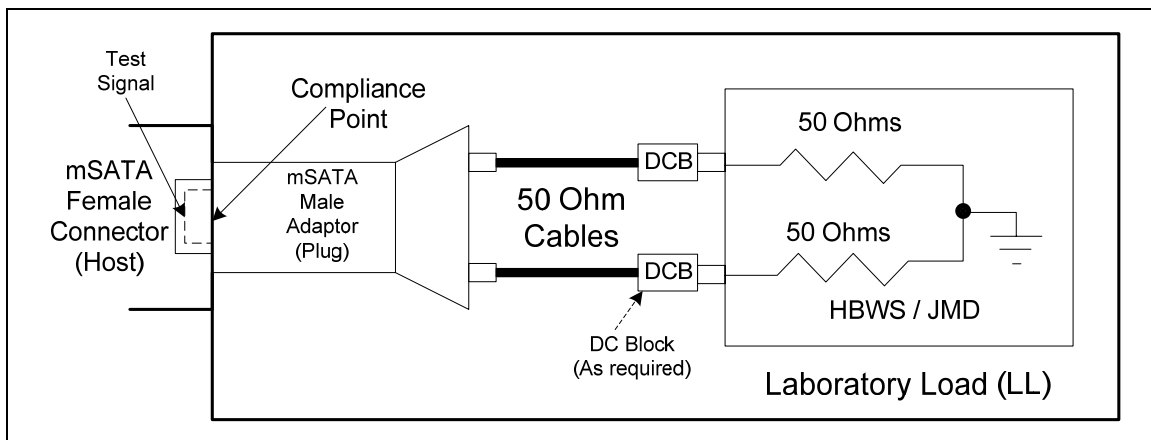 Test
Signal
Compliance
Point
mSATA
Female
Connector
(Host)
mSATA
Male
Adaptor
(Plug)
50 Ohm
Cables
DCB
DCB
DC Block
(As required)
50 Ohms
50 Ohms
HBWS / JMD
Laboratory Load (LL)